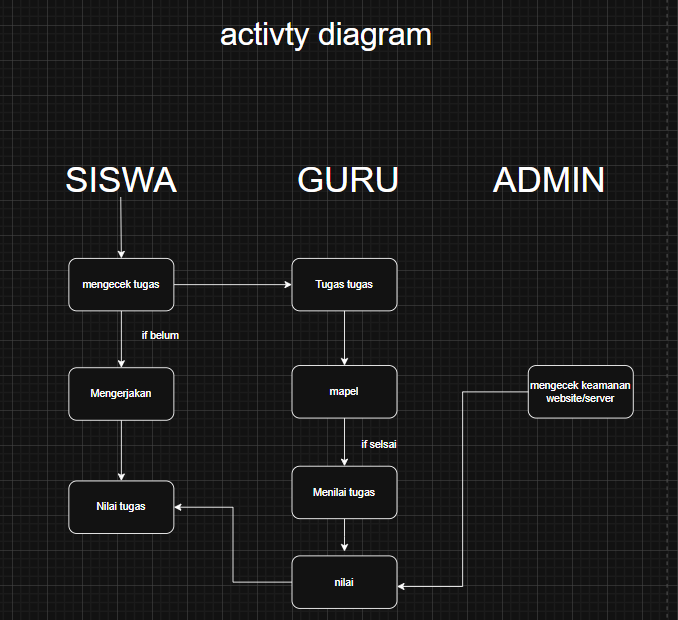 activty diagram
SISWA
GURU
ADMIN
mengecek tugas
Tugas tugas
if belum
Mengerjakan
mapel
mengecek keamanan
website/server
if selsai
Nilai tugas
Menilai tugas
nilai